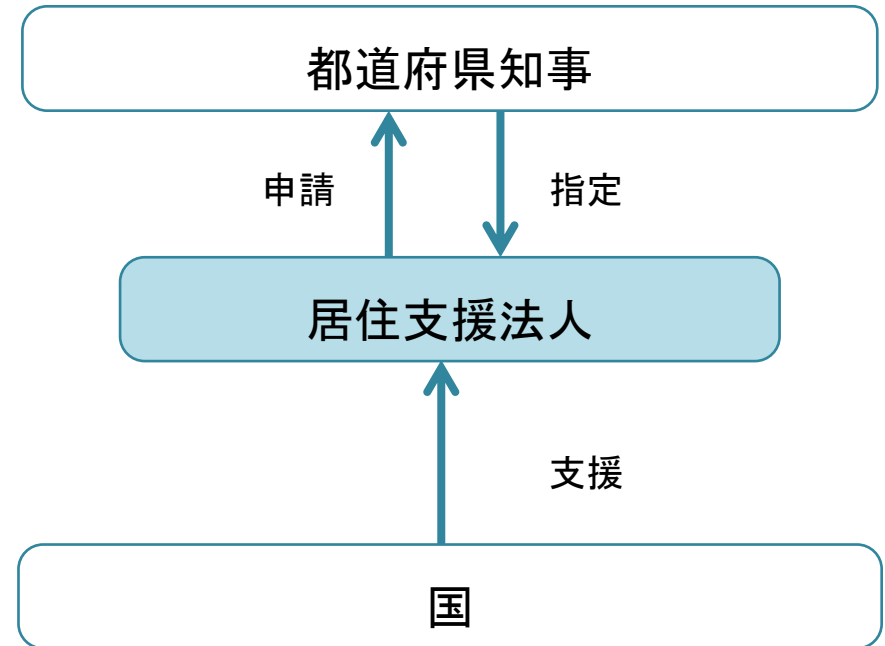 都道府県知事
申請
指定
居住支援法人
支援
国